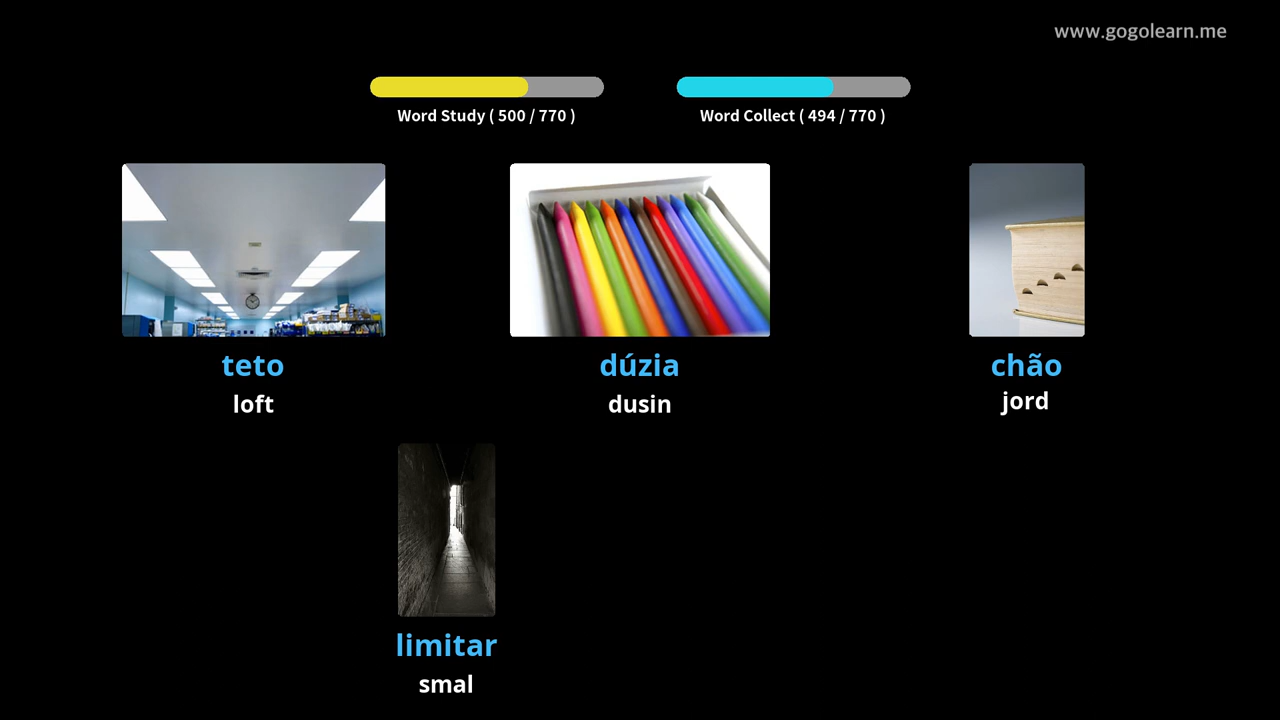 www.gogolearn.me
Word Study ( 500 / 770 )
Word Collect ( 494 / 770 )
teto
loft
dúzia
dusin
chão
jord
limitar
smal